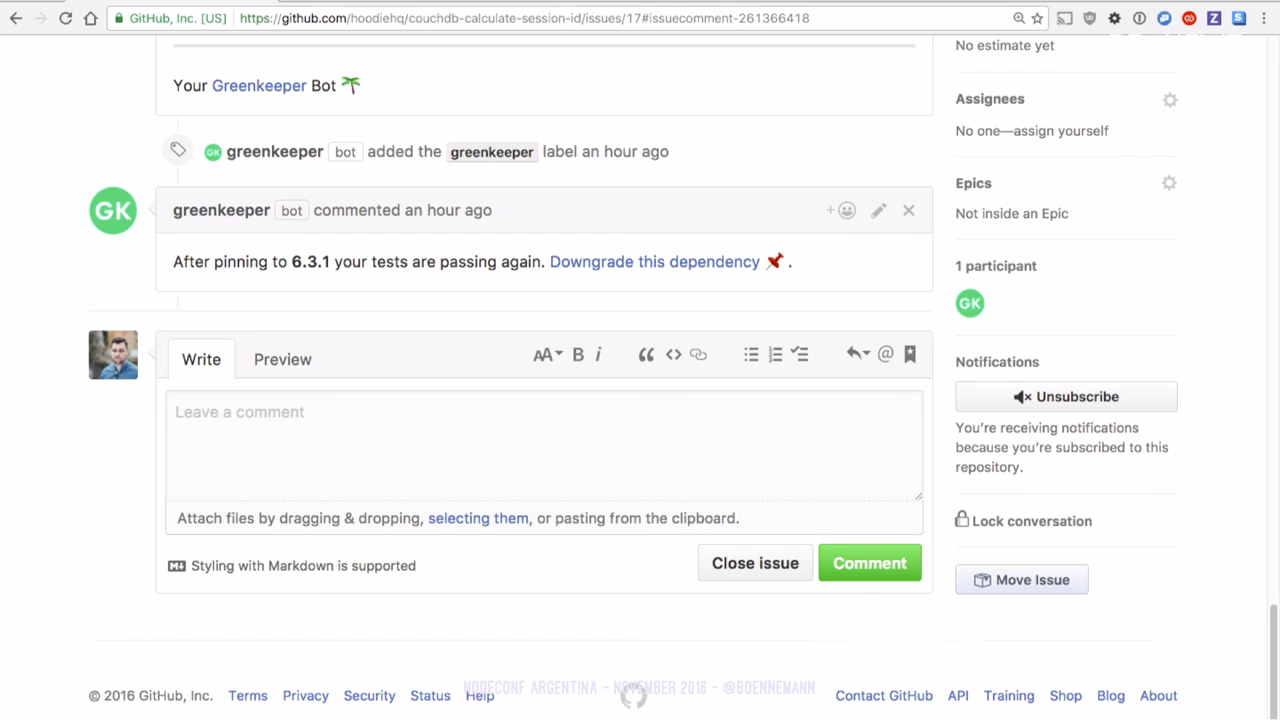 GitHub, Inc. [US]
https://github.com/hoodiehq/couchdb-calculate-session-id/issues/17#issuecomment-261366418
No estimate yet
Your Greenkeeper Bot
Assignees
No one—assign yourself
greenkeeper bot added the greenkeeper label an hour ago
Epics
Not inside an Epic
GK
greenkeeper bot commented an hour ago
After pinning to 6.3.1 your tests are passing again. Downgrade this dependency .
1 participant
GK
Write
Preview
AA B i
Leave a comment
Notifications
Unsubscribe
You're receiving notifications
because you're subscribed to this
repository.
Attach files by dragging & dropping, selecting them, or pasting from the clipboard.
Lock conversation
Styling with Markdown is supported
Close issue
Comment
Move Issue
© 2016 GitHub, Inc. Terms Privacy Security Status Help
NODECONF ARGENTINA - NOVEMBER 2016 - @BOENNEMANN
Contact GitHub API Training Shop Blog About